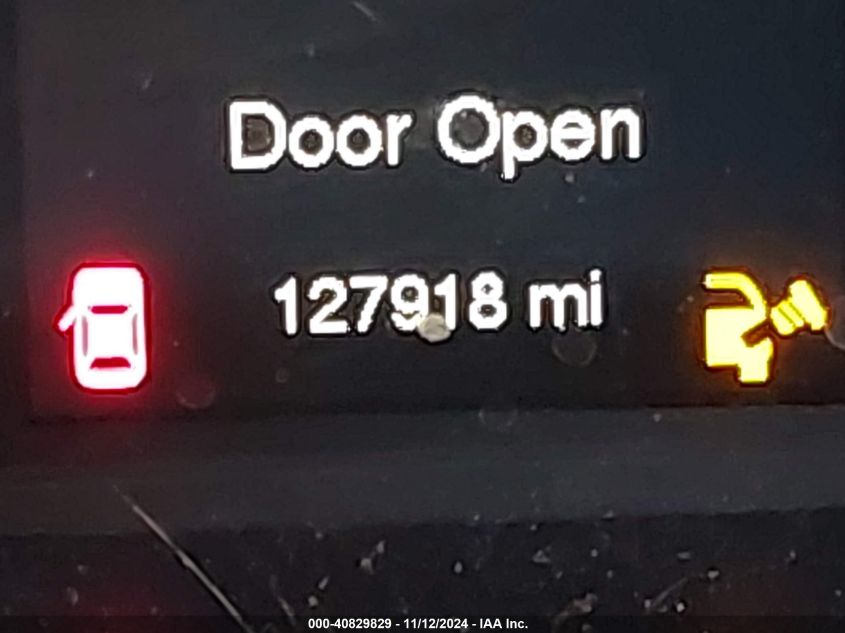 Door Open
127918 mi
000-40829829 - 11/12/2024 - IAA Inc.